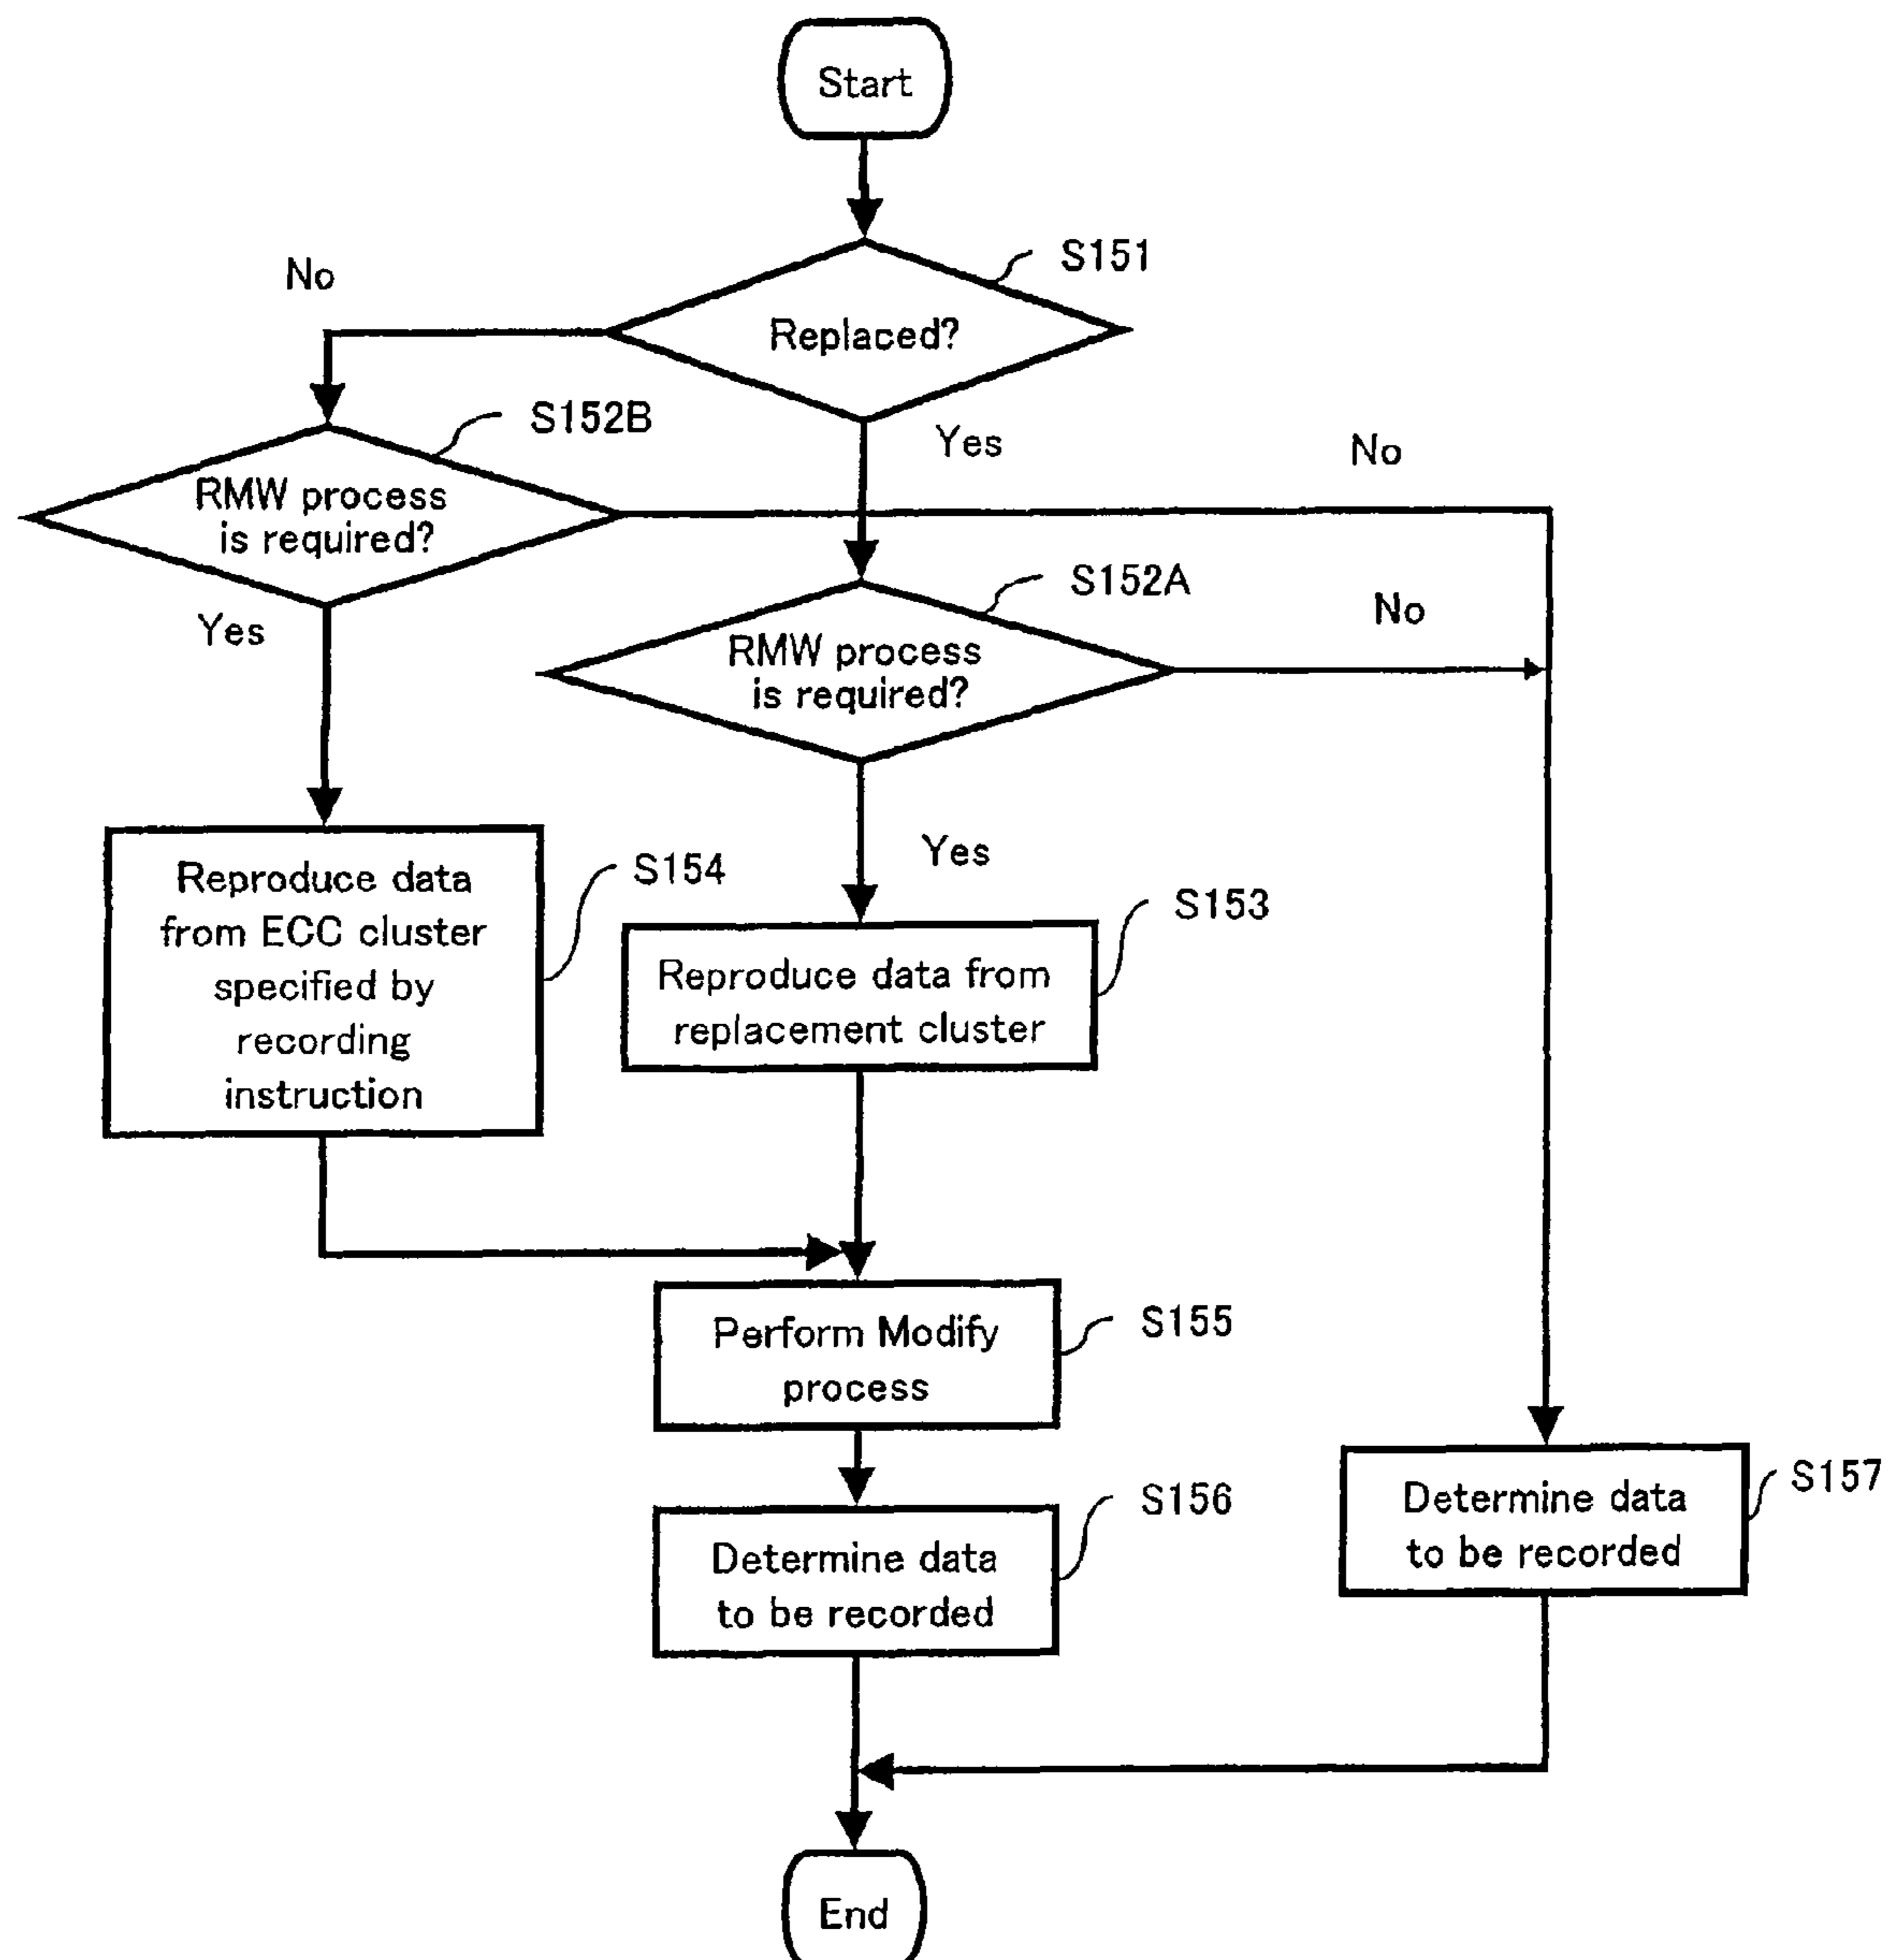 Start
S151
No
Replaced?
S152B
Yes
No
RMW process
is required?
S152A
No
Yes
RMW process
is required?
Yes
S154
Reproduce data
from ECC cluster
specified by
recording
instruction
S153
Reproduce data from
replacement cluster
S155
Perform Modify
process
S157
S156
Determine data
to be recorded
Determine data
to be recorded
End